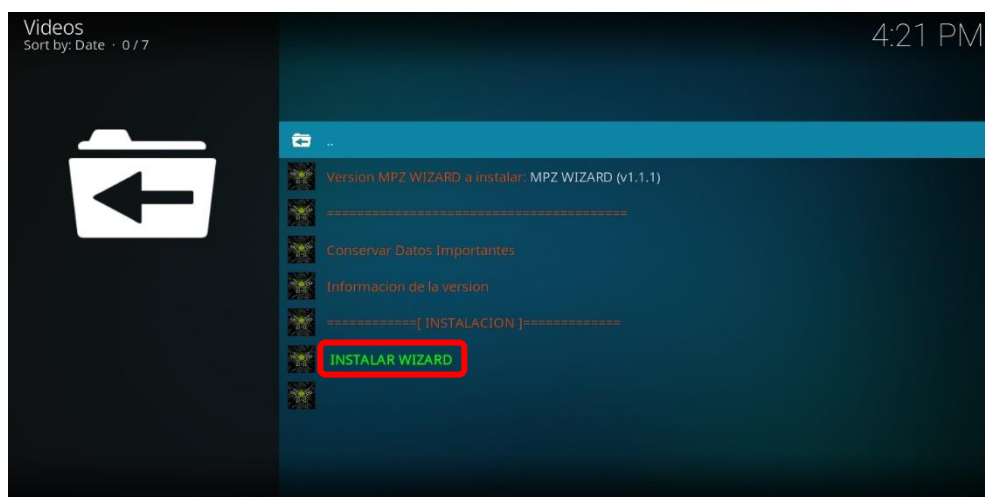 Videos
Sort by: Date · 0 / 7
4:21 PM
..
Version MPZ WIZARD a instalar: MPZ WIZARD (v1.1.1)
========================================
Conservar Datos Importantes
Informacion de la version
============[ INSTALACION ]=============
INSTALAR WIZARD